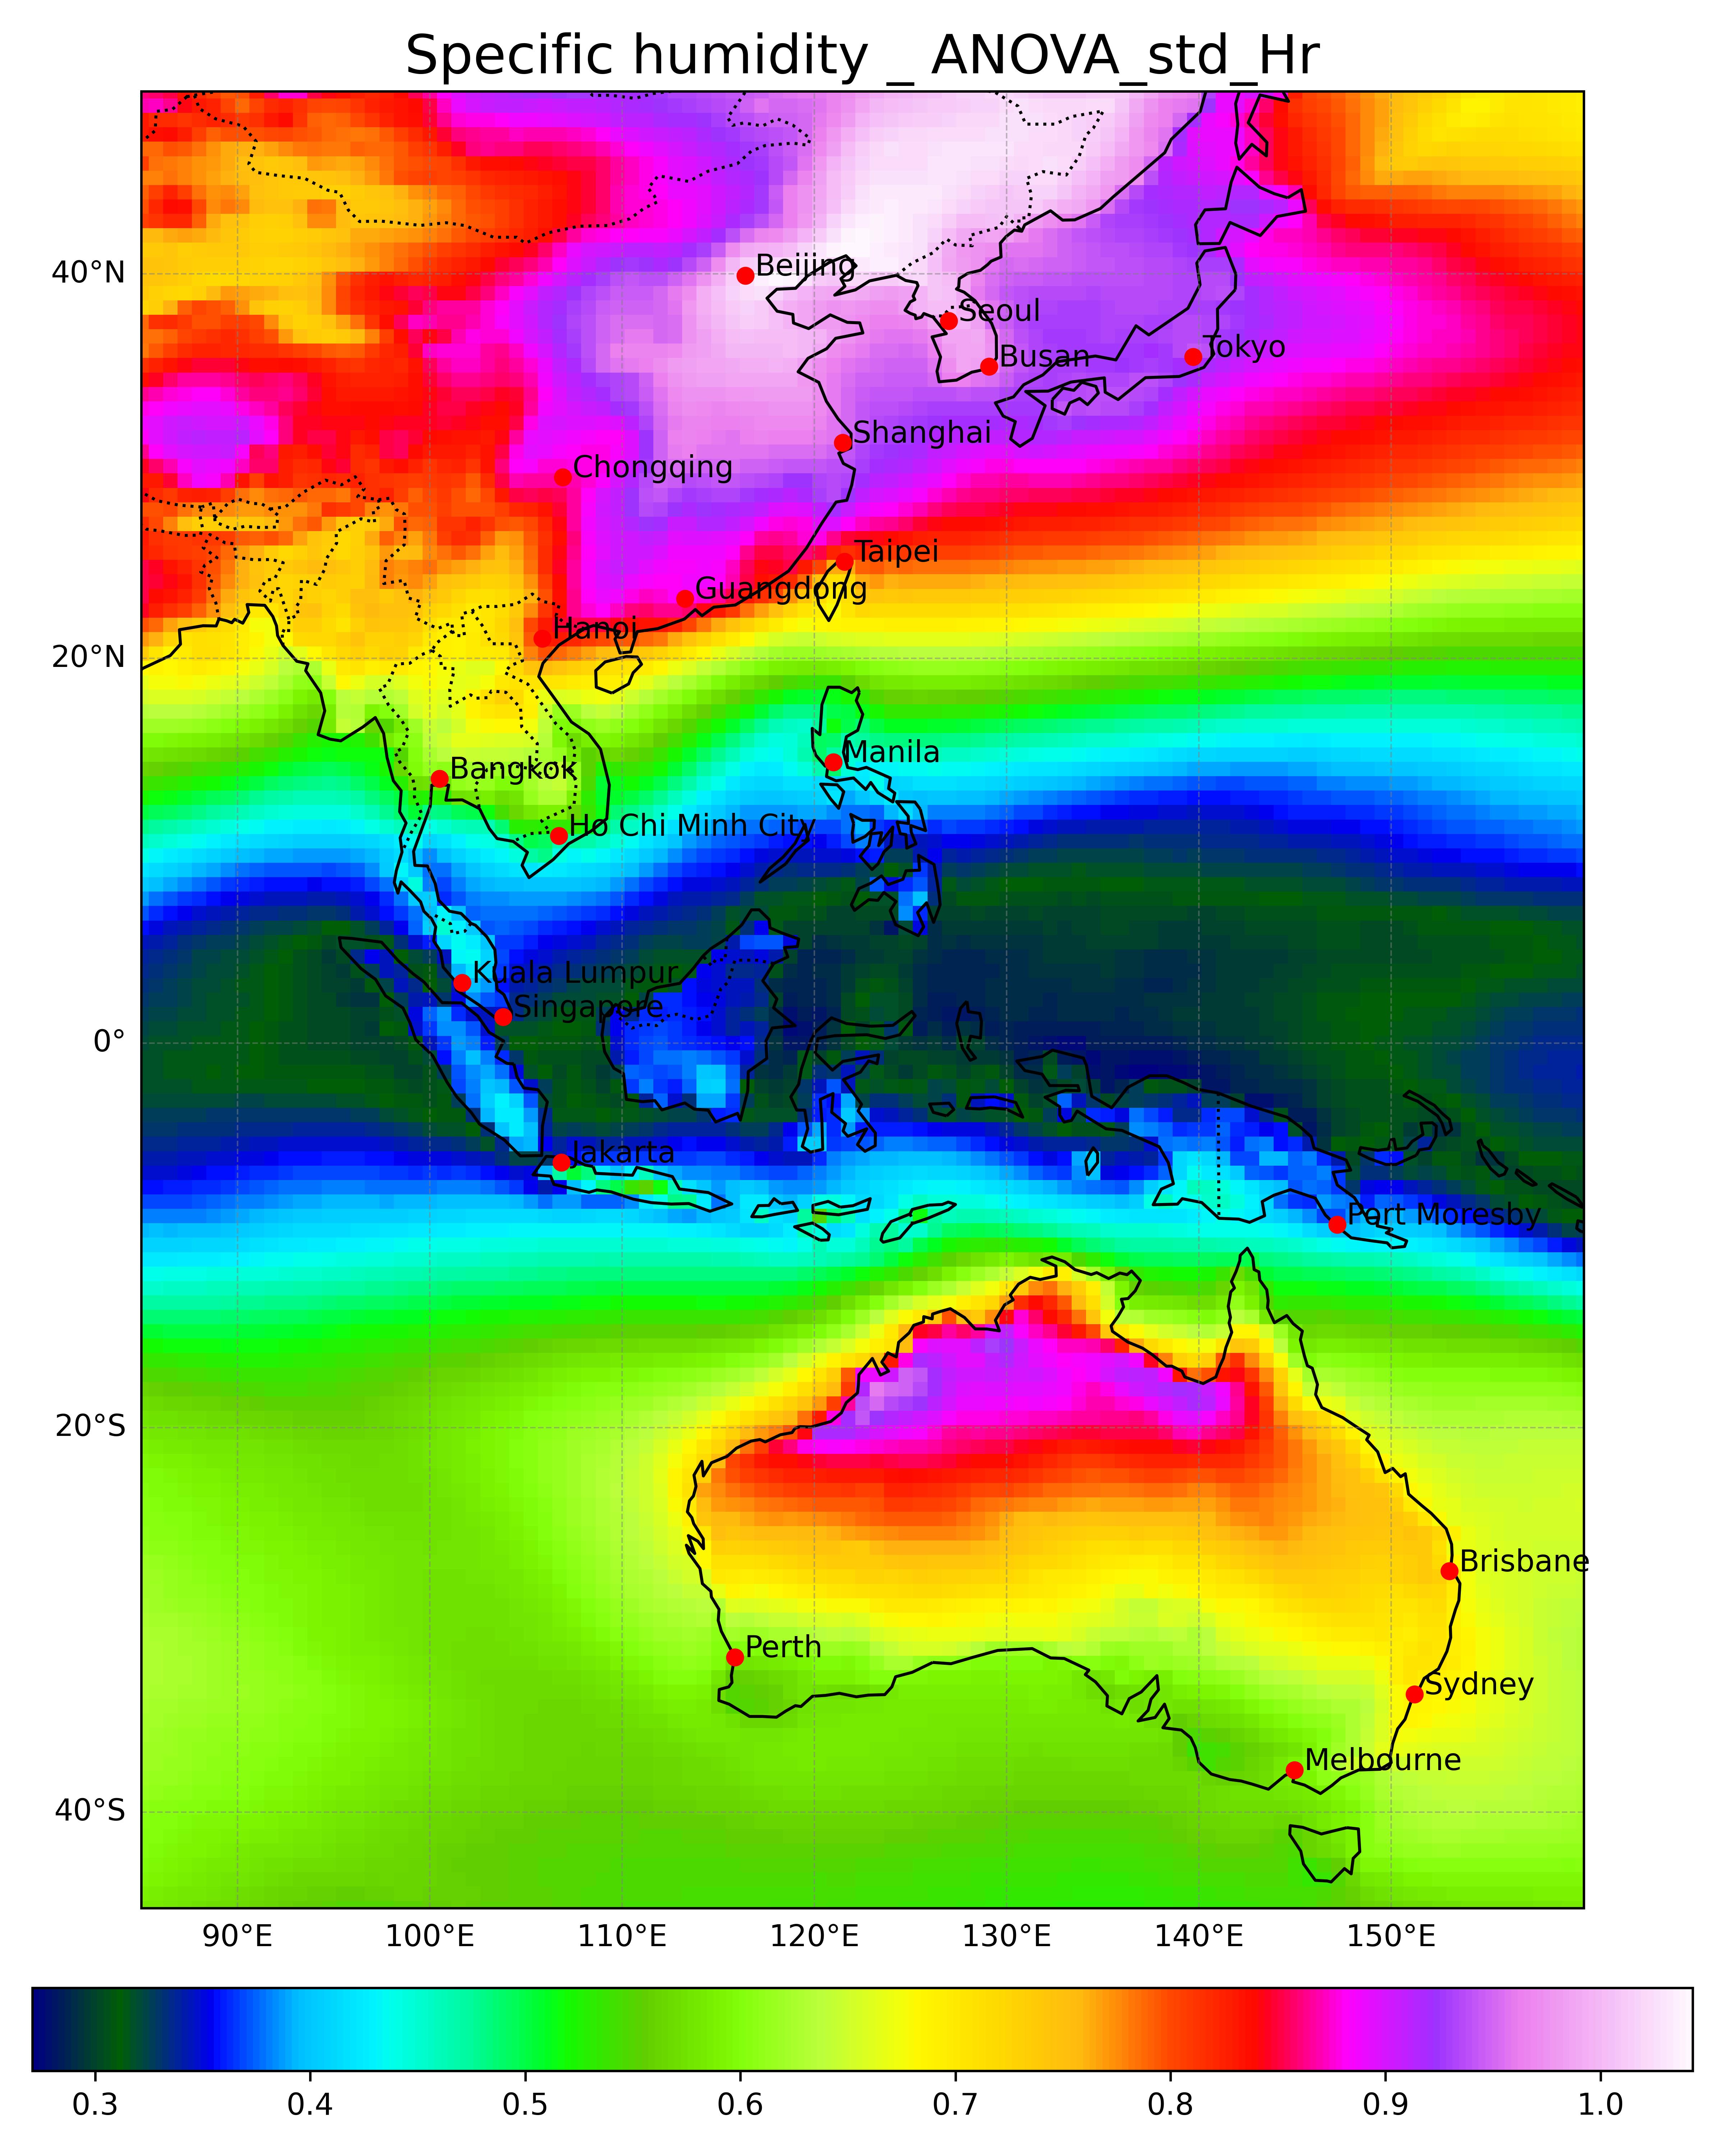 Specific humidity _ ANOVA_std_Hr
Beijing
40°N
Seoul
Tokyo
Busan
Shanghai
Chongqing
Taipei
Guangdong
Hanoi
20°N
Manila
Bangkok
Ho Chi Minh City
Kuala Lumpur
Singapore
0°
Jakarta
Port Moresby
20°S
Brisbane
Perth
Sydney
Melbourne
40°S
90°E 100°E 110°E 120°E 130°E 140°E 150°E
0.3 0.4 0.5 0.6 0.7 0.8 0.9 1.0